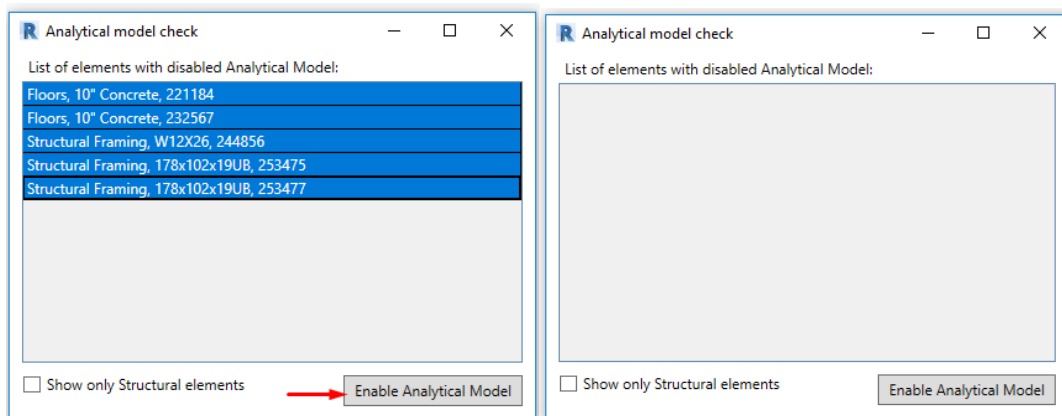 R Analytical model check
List of elements with disabled Analytical Model:
Floors, 10" Concrete, 221184
Floors, 10" Concrete, 232567
Structural Framing, W12X26, 244856
Structural Framing, 178x102x19UB, 253475
Structural Framing, 178x102x19UB, 253477
Show only Structural elements
Enable Analytical Model
R Analytical model check
List of elements with disabled Analytical Model:
Show only Structural elements
Enable Analytical Model